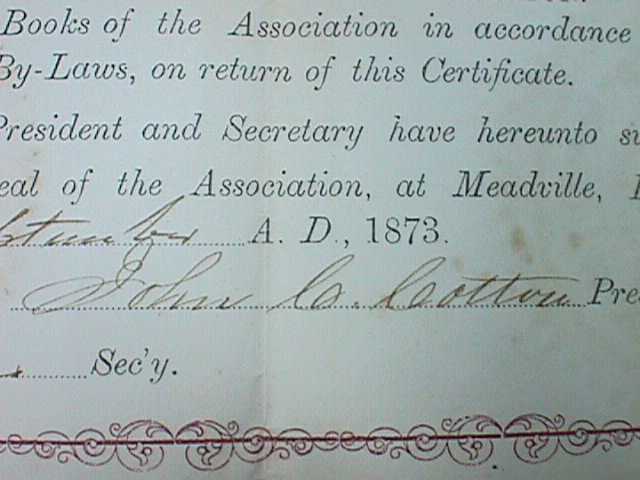 Books of the Association in accordance
By-Laws, on return of this Certificate.
President and Secretary have hereunto
eal of the Association, at Meadville,
A. D., 1873.
John C. Cotton Pre
Sec'y.